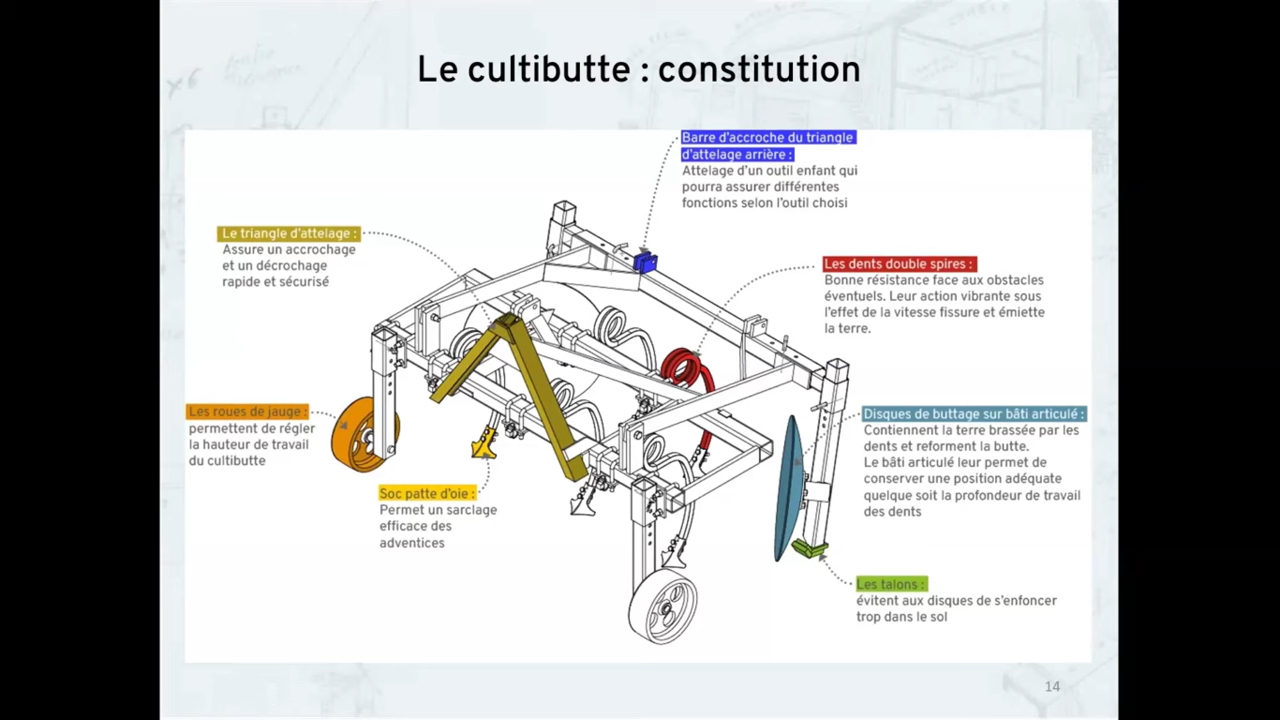 Le cultibutte : constitution
Barre d'accroche du triangle
d'attelage arrière :
Attelage d'un outil enfant qui
pourra assurer différentes
fonctions selon l'outil choisi
Le triangle d'attelage :
Assure un accrochage
et un décrochage
rapide et sécurisé
Les dents double spires :
Bonne résistance face aux obstacles
éventuels. Leur action vibrante sous
l'effet de la vitesse fissure et émiette
la terre.
Les roues de jauge :
permettent de régler
la hauteur de travail
du cultibutte
Disques de buttage sur bâti articulé :
Contiennent la terre brassée par les
dents et reforment la butte.
Le bâti articulé leur permet de
conserver une position adéquate
quelque soit la profondeur de travail
des dents
Soc patte d'oie :
Permet un sarclage
efficace des
adventices
Les talons :
évitent aux disques de s'enfoncer
trop dans le sol
14